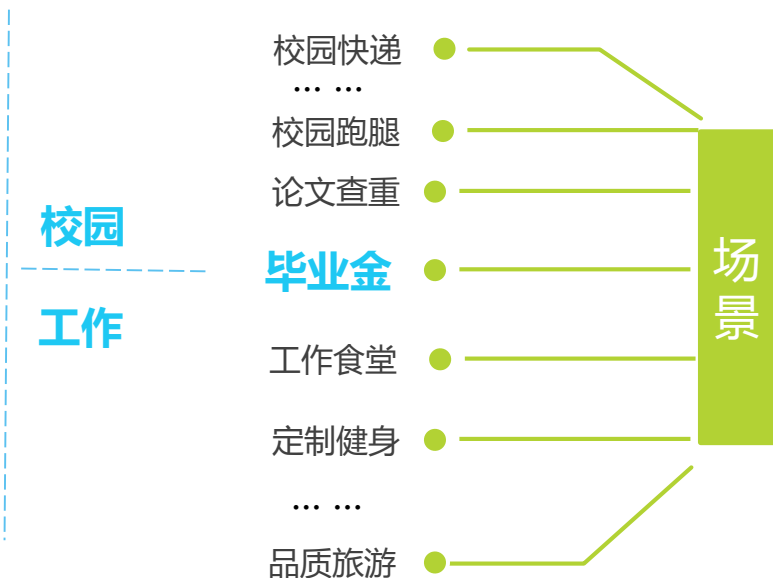 校园快递
... ...
校园跑腿
论文查重
校园
毕业金
场景
工作
工作食堂
定制健身
... ...
品质旅游